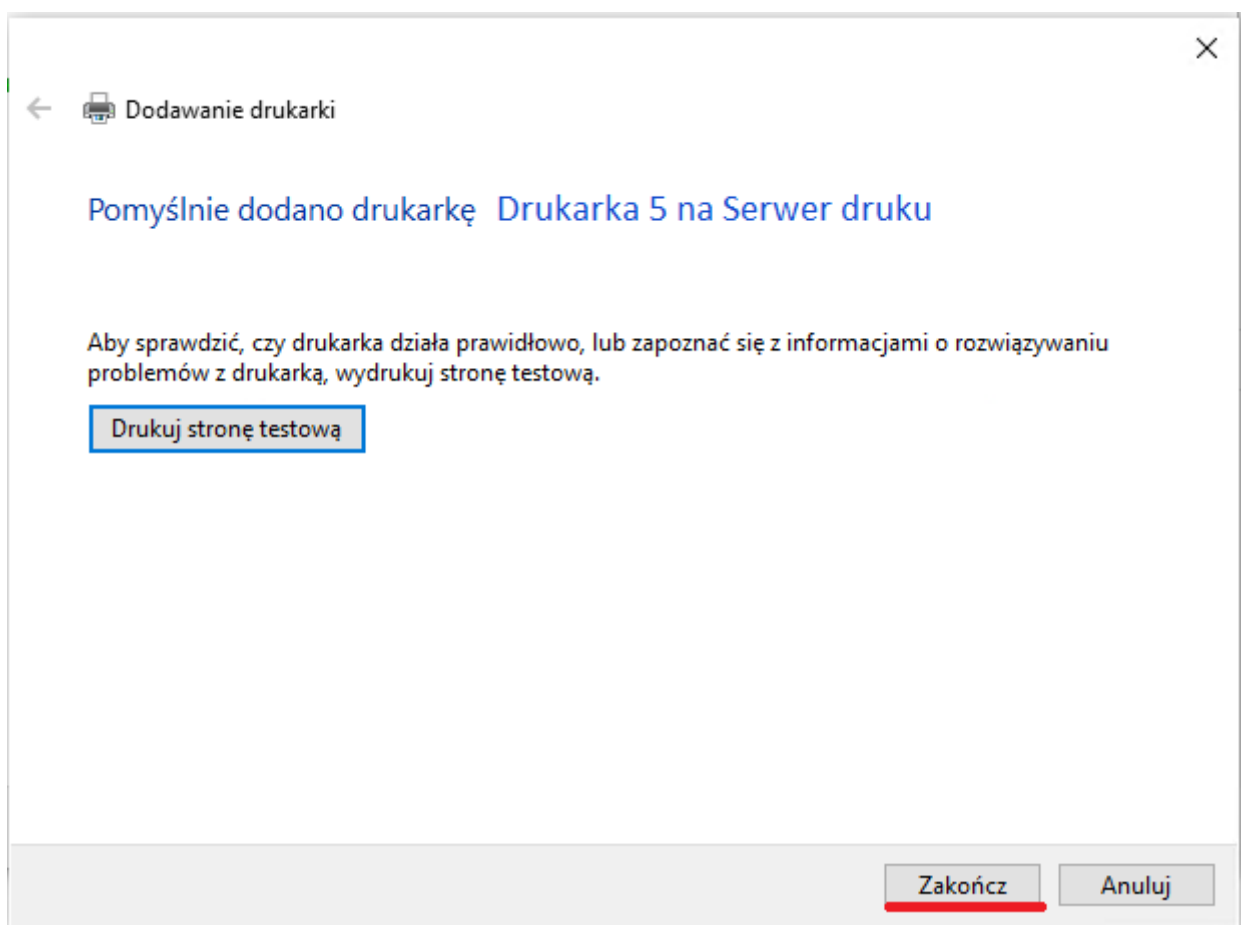 Dodawanie drukarki
Pomyślnie dodano drukarkę Drukarka 5 na Serwer druku
Aby sprawdzić, czy drukarka działa prawidłowo, lub zapoznać się z informacjami o rozwiązywaniu
problemów z drukarką, wydrukuj stronę testową.
Drukuj stronę testową
Zakończ Anuluj